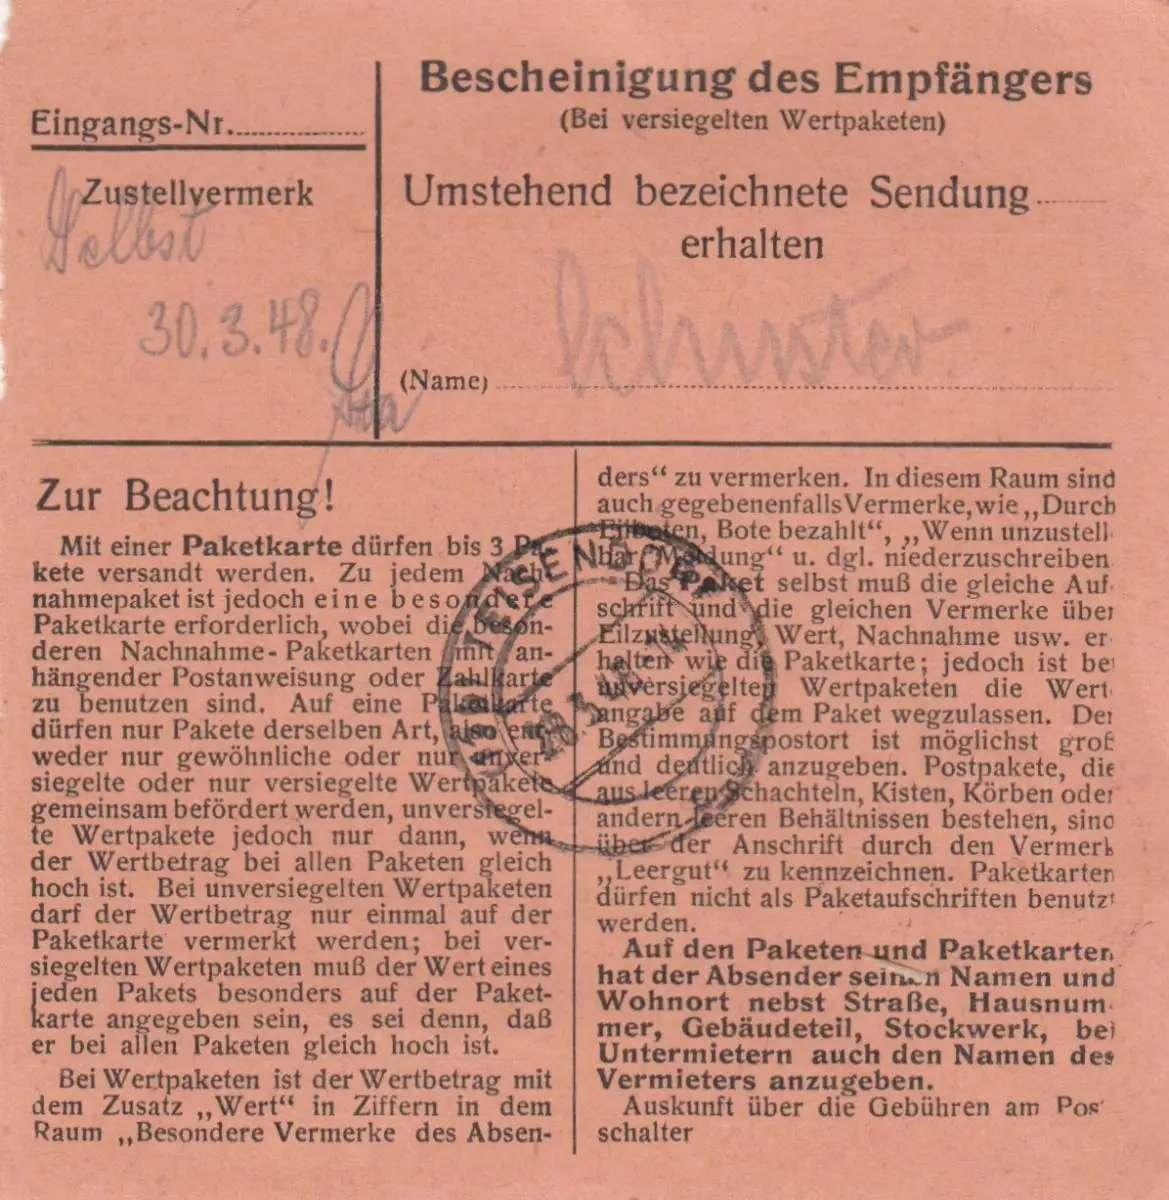 Eingangs-Nr.
Zustellvermerk
Selbst
30.3.48.
Bescheinigung des Empfängers
(Bei versiegelten Wertpaketen)
Umstehend bezeichnete Sendung
erhalten
Schuster
(Name)
Zur Beachtung!
Mit einer Paketkarte dürfen bis 3 Pa-
kete versandt werden. Zu jedem Nach-
nahmepaket ist jedoch eine besondere
Paketkarte erforderlich, wobei die beson-
deren Nachnahme-Paketkarten mit an-
hängender Postanweisung oder Zahlkarte
zu benutzen sind. Auf eine Paketkarte
dürfen nur Pakete derselben Art, also ent-
weder nur gewöhnliche oder nur unver-
siegelte oder nur versiegelte Wertpakete
gemeinsam befördert werden, unversiegel-
te Wertpakete jedoch nur dann, wenn
der Wertbetrag bei allen Paketen gleich
hoch ist. Bei unversiegelten Wertpaketen
darf der Wertbetrag nur einmal auf der
Paketkarte vermerkt werden; bei ver-
siegelten Wertpaketen muß der Wert eines
jeden Pakets besonders auf der Paket-
karte angegeben sein, es sei denn, daß
er bei allen Paketen gleich hoch ist.
Bei Wertpaketen ist der Wertbetrag mit
dem Zusatz „Wert“ in Ziffern in dem
Raum „Besondere Vermerke des Absen-
ders“ zu vermerken. In diesem Raum sind
auch gegebenenfalls Vermerke, wie „Durch
Eilboten, Bote bezahlt“, „Wenn unzustell
bar, Meldung“ u. dgl. niederzuschreiben
Das Paket selbst muß die gleiche Auf
schrift und die gleichen Vermerke über
Eilzustellung, Wert, Nachnahme usw. er
halten wie die Paketkarte; jedoch ist bei
unversiegelten Wertpaketen die Wert
angabe auf dem Paket wegzulassen. Der
Bestimmungspostort ist möglichst groß
und deutlich anzugeben. Postpakete, die
aus leeren Schachteln, Kisten, Körben oder
andern leeren Behältnissen bestehen, sind
über der Anschrift durch den Vermerk
„Leergut“ zu kennzeichnen. Paketkarten
dürfen nicht als Paketaufschriften benutzt
werden.
Auf den Paketen und Paketkarten
hat der Absender seinen Namen und
Wohnort nebst Straße, Hausnum
mer, Gebäudeteil, Stockwerk, bei
Untermietern auch den Namen des
Vermieters anzugeben.
Auskunft über die Gebühren am Pos
schalter